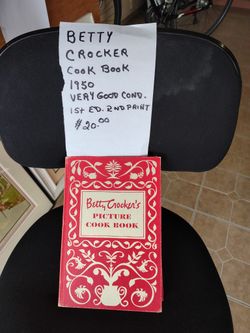 BETTY
CROCKER
COOK BOOK
1950
VERY GOOD COND.
1ST ED. 2ND PRINT
$20.00
Betty Crocker's
PICTURE
COOK BOOK